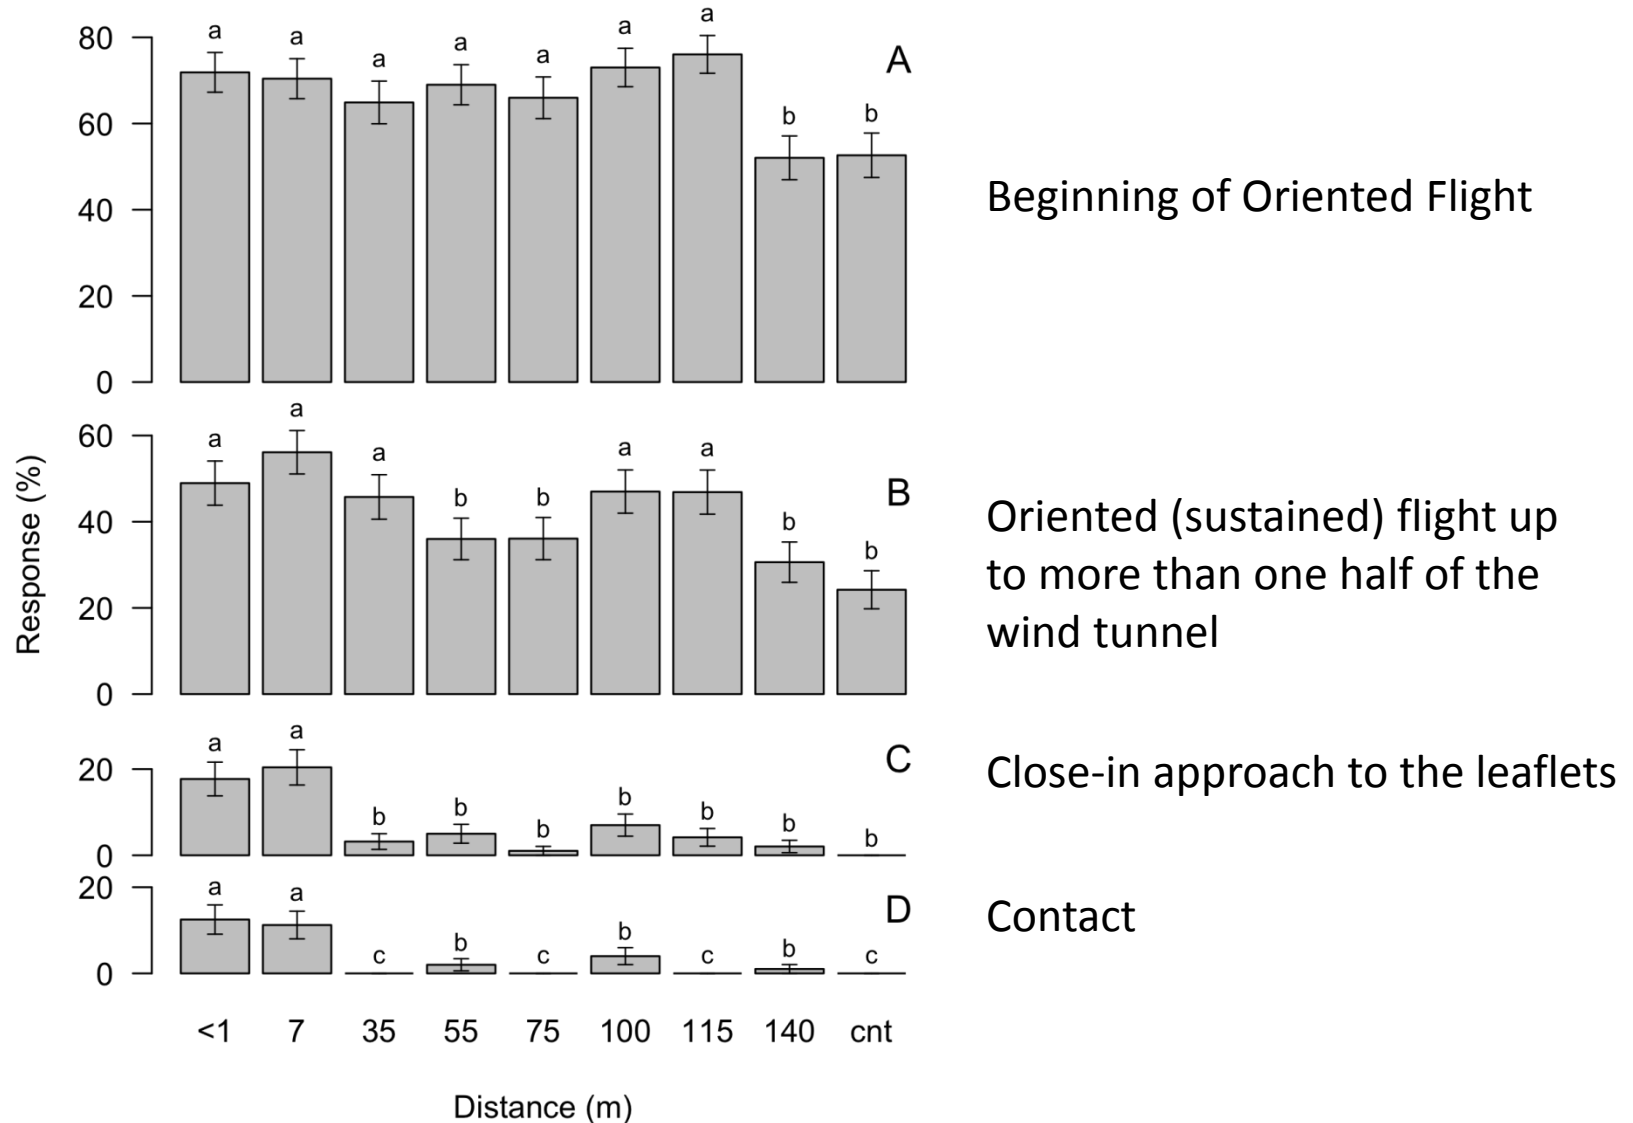 80
60
40
20
0
a a a a a a a b b
A
Beginning of Oriented Flight
60
40
20
0
a a a b b a a b b
B
Oriented (sustained) flight up
to more than one half of the
wind tunnel
Response (%)
20
0
a a b b b b b b b
C
Close-in approach to the leaflets
20
0
a a c b c b c b c
D
Contact
<1 7 35 55 75 100 115 140 cnt
Distance (m)